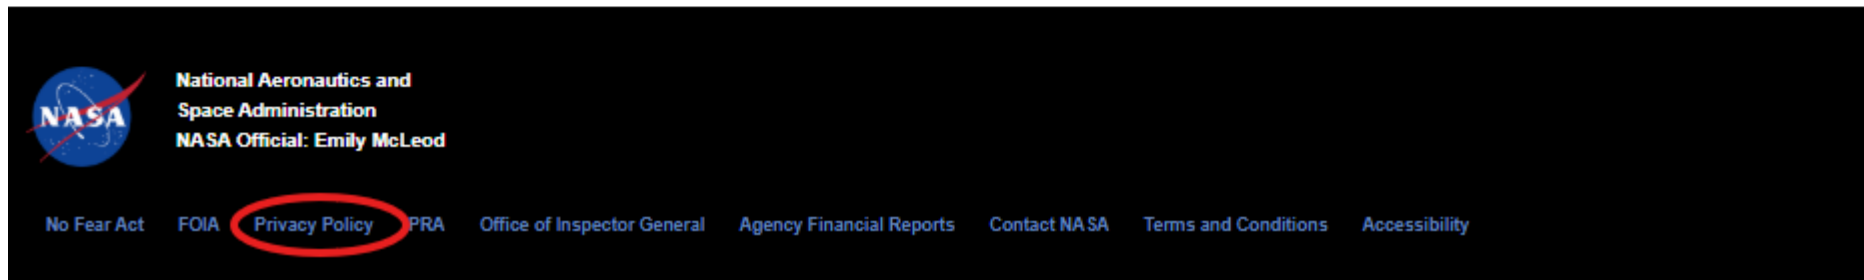 NASA
National Aeronautics and
Space Administration
NASA Official: Emily McLeod
No Fear Act FOIA Privacy Policy PRA Office of Inspector General Agency Financial Reports Contact NASA Terms and Conditions Accessibility